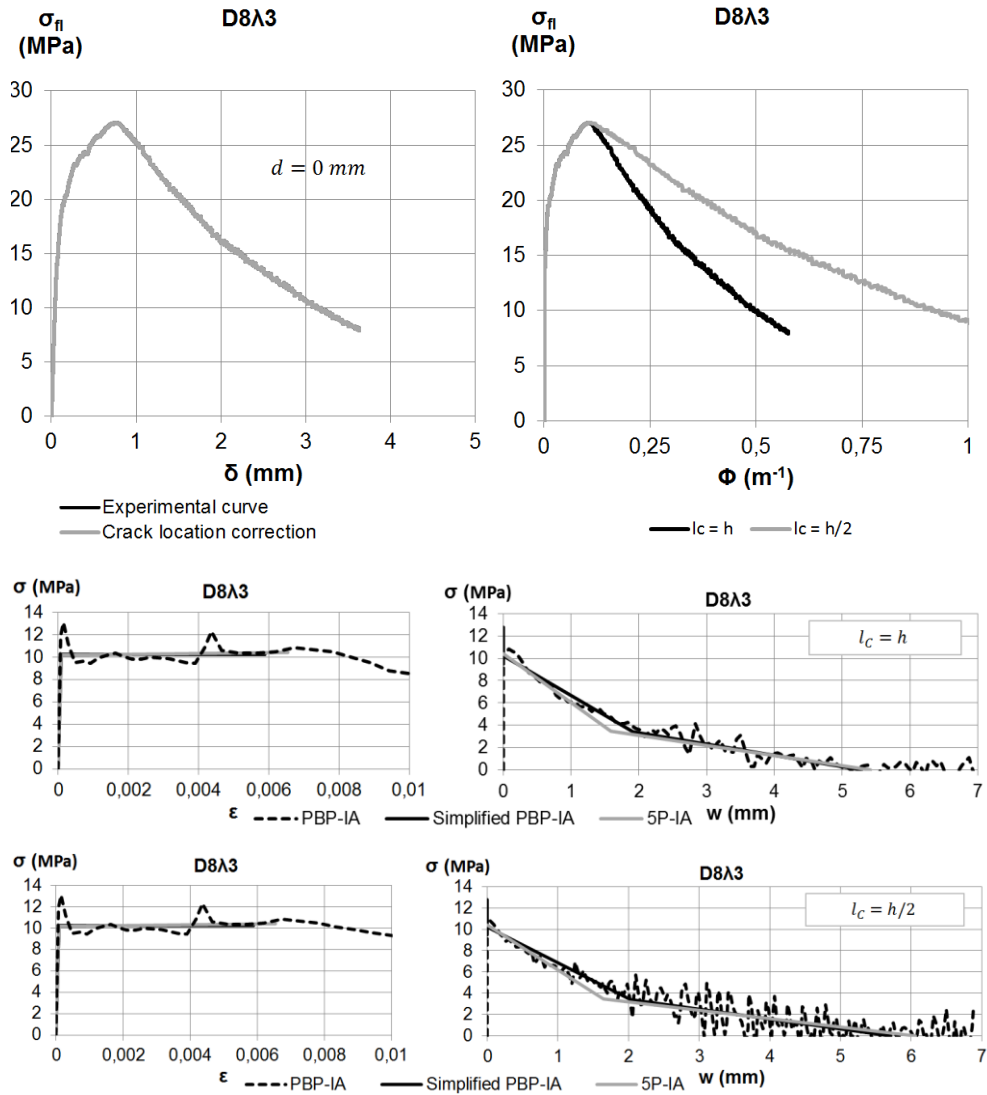 σfl
(MPa)
D8λ3
30
25
20
15
10
5
0
d = 0 mm
0 1 2 3 4 5
δ (mm)
Experimental curve
Crack location correction
σfl
(MPa)
D8λ3
30
25
20
15
10
5
0
0 0,25 0,5 0,75 1
Φ (m-1)
lc = h lc = h/2
σ (MPa)
D8λ3
14
12
10
8
6
4
2
0
0 0,002 0,004 0,006 0,008 0,01
ε
PBP-IA Simplified PBP-IA 5P-IA
σ (MPa)
D8λ3
lC = h
14
12
10
8
6
4
2
0
0 1 2 3 4 5 6 7
w (mm)
σ (MPa)
D8λ3
14
12
10
8
6
4
2
0
0 0,002 0,004 0,006 0,008 0,01
ε
PBP-IA Simplified PBP-IA 5P-IA
σ (MPa)
D8λ3
lC = h/2
14
12
10
8
6
4
2
0
0 1 2 3 4 5 6 7
w (mm)